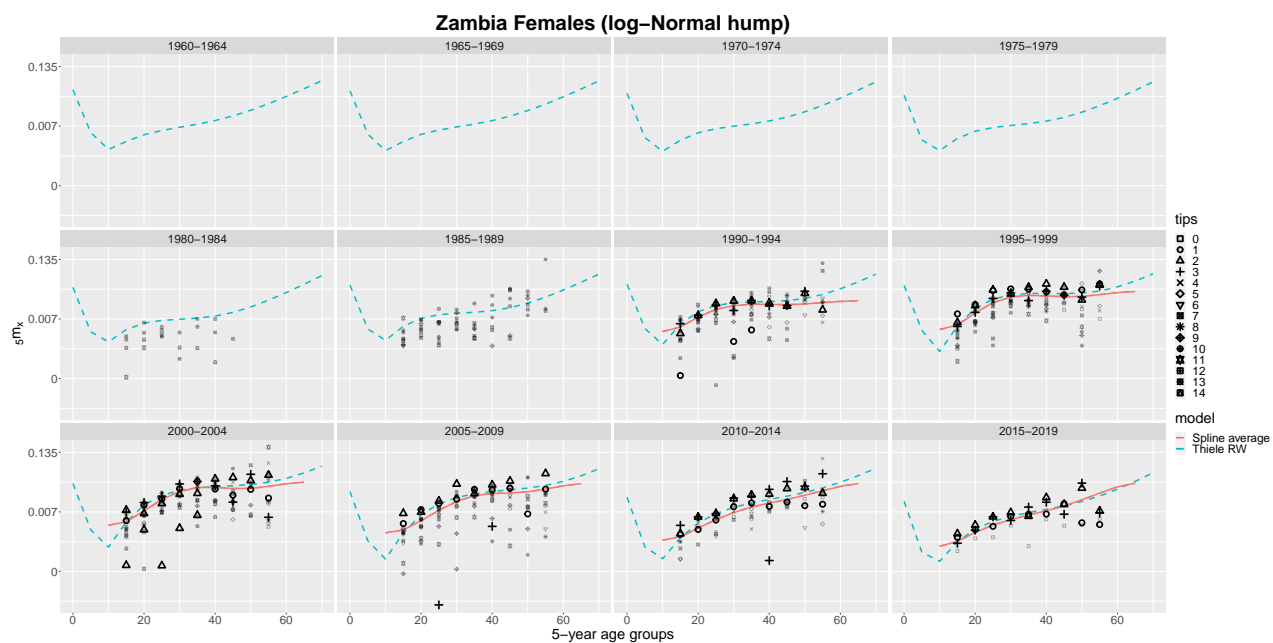 Zambia Females (log−Normal hump)
1960−1964 1965−1969 1970−1974 1975−1979
0.135
0.007
0
1980−1984 1985−1989 1990−1994 1995−1999
0.135
0.007
0
2000−2004 2005−2009 2010−2014 2015−2019
0.135
0.007
0
0 20 40 60 0 20 40 60 0 20 40 60 0 20 40 60
5−year age groups
5mx
tips
0
1
2
3
4
5
6
7
8
9
10
11
12
13
14
model
Spline average
Thiele RW